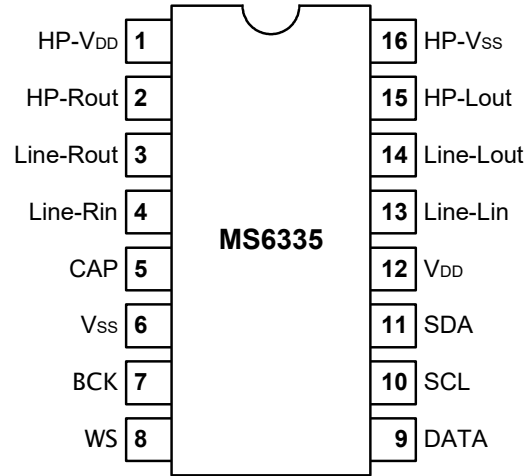 HP-VDD 1 16 HP-VSS
HP-Rout 2 15 HP-Lout
Line-Rout 3 14 Line-Lout
Line-Rin 4 13 Line-Lin
MS6335
CAP 5 12 VDD
VSS 6 11 SDA
BCK 7 10 SCL
WS 8 9 DATA